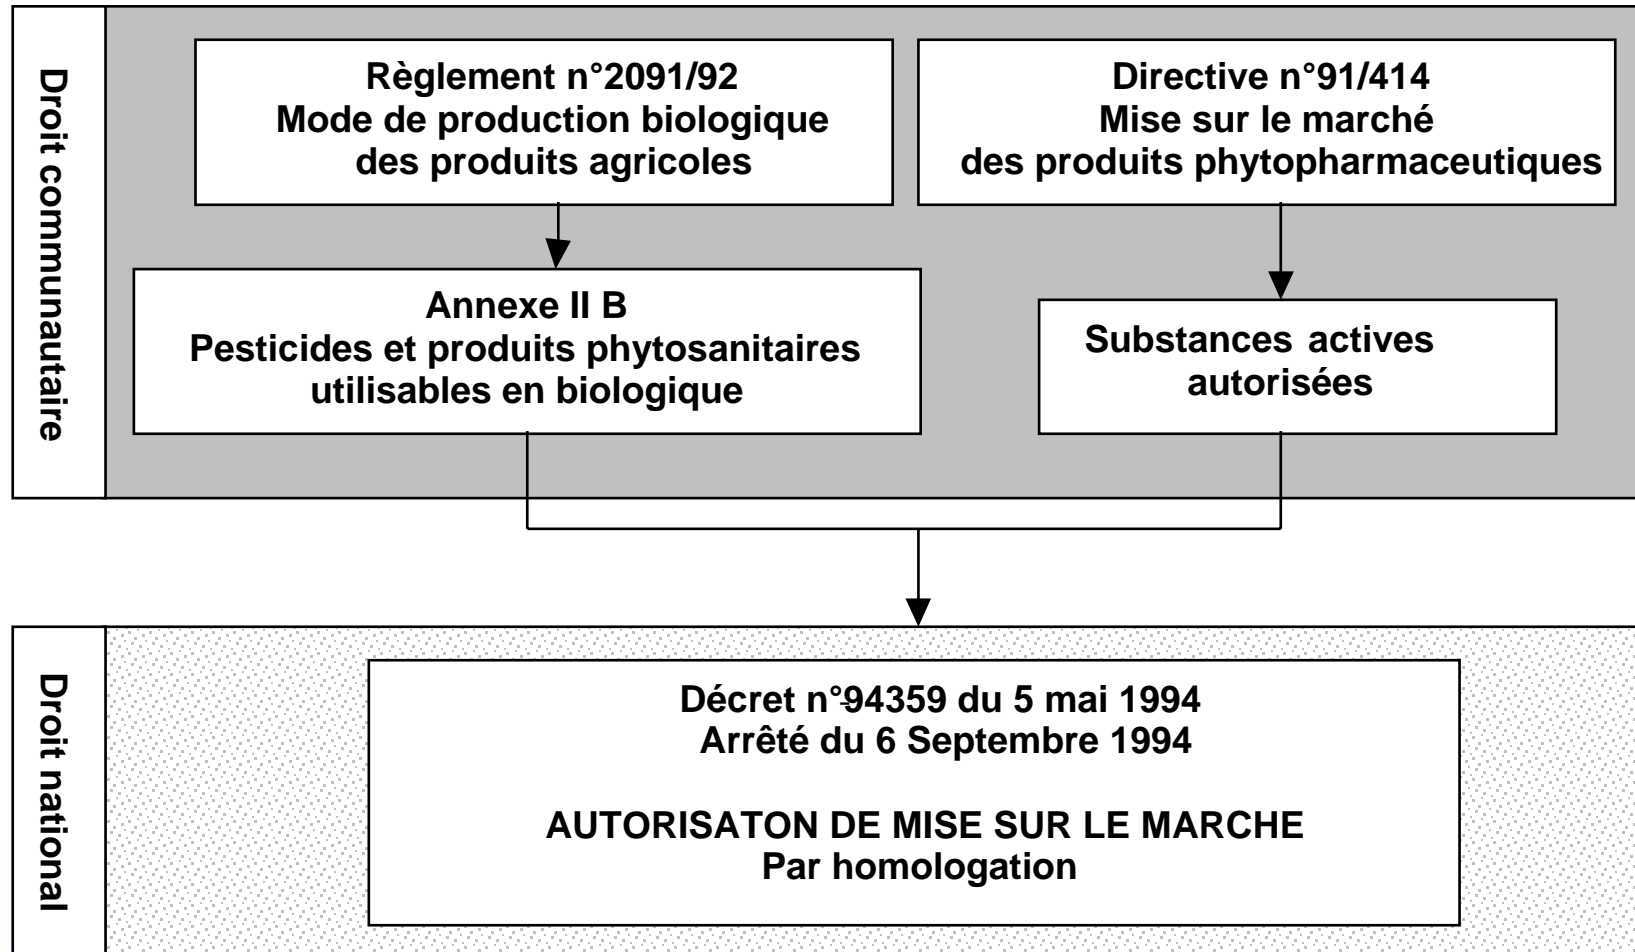 Droit communautaire
Règlement n°2091/92
Mode de production biologique
des produits agricoles
Directive n°91/414
Mise sur le marché
des produits phytopharmaceutiques
Annexe II B
Pesticides et produits phytosanitaires
utilisables en biologique
Substances actives
autorisées
Droit national
Décret n°94359 du 5 mai 1994
Arrêté du 6 Septembre 1994
AUTORISATON DE MISE SUR LE MARCHE
Par homologation